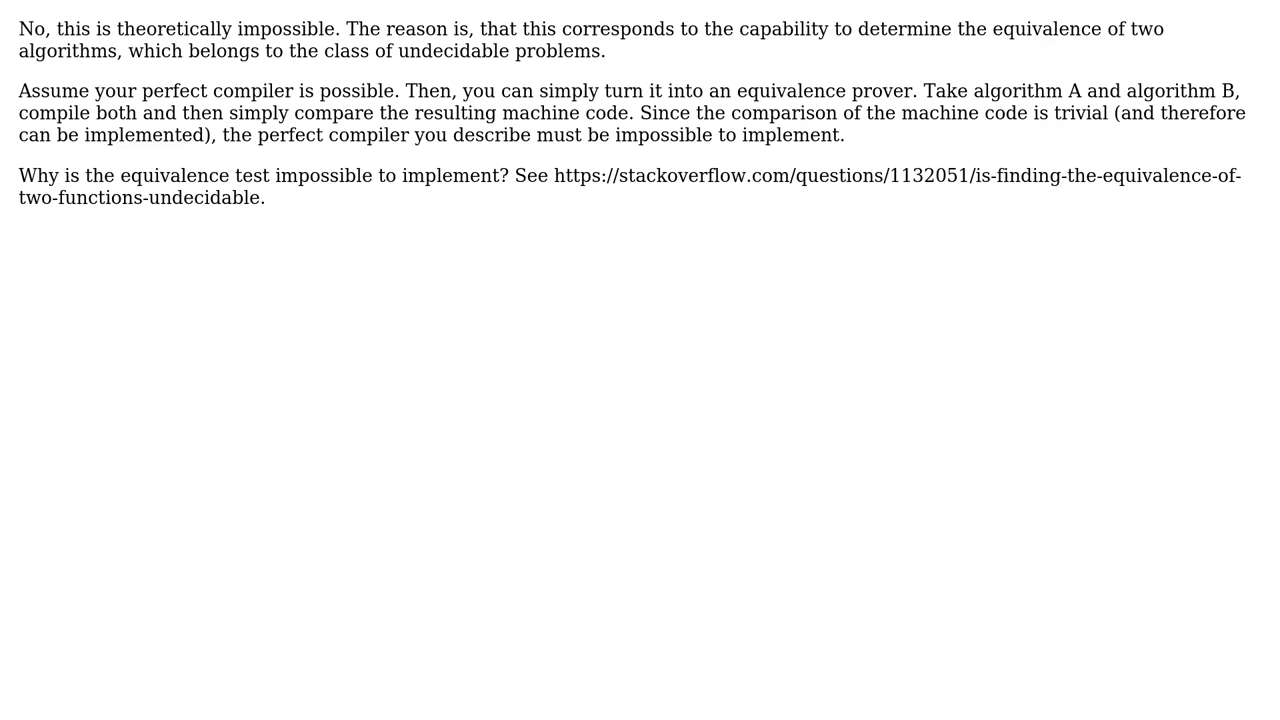 No, this is theoretically impossible. The reason is, that this corresponds to the capability to determine the equivalence of two
algorithms, which belongs to the class of undecidable problems.
Assume your perfect compiler is possible. Then, you can simply turn it into an equivalence prover. Take algorithm A and algorithm B,
compile both and then simply compare the resulting machine code. Since the comparison of the machine code is trivial (and therefore
can be implemented), the perfect compiler you describe must be impossible to implement.
Why is the equivalence test impossible to implement? See https://stackoverflow.com/questions/1132051/is-finding-the-equivalence-of-
two-functions-undecidable.